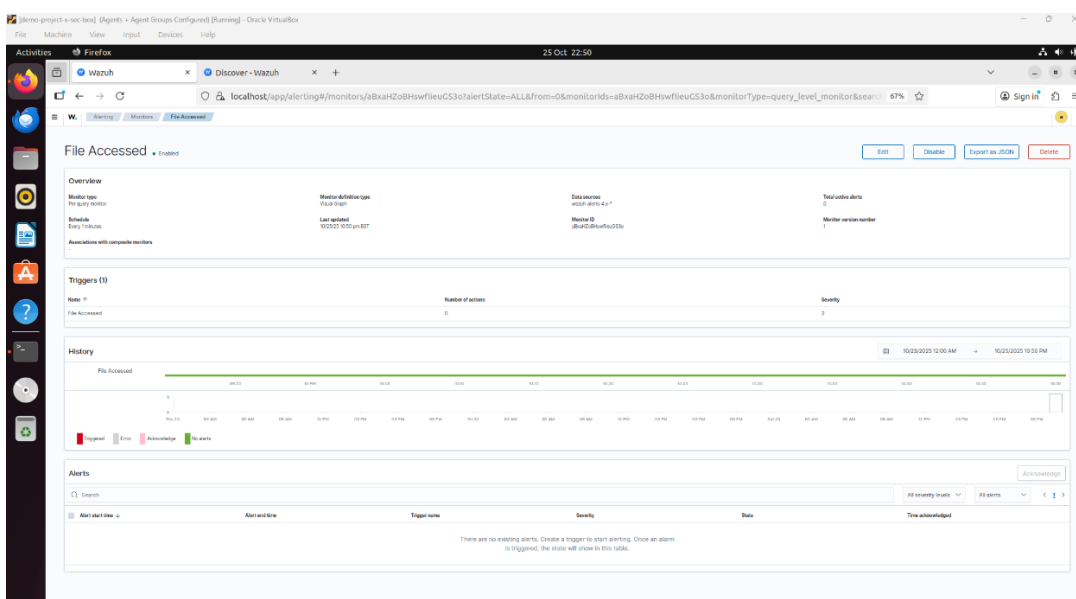 [demo-project-x-sec-box] (Agents + Agent Groups Configured) [Running] - Oracle VirtualBox
File Machine View Input Devices Help
Activities Firefox 25 Oct 22:50
Wazuh Discover - Wazuh
localhost/app/alerting#/monitors/aBxaHZoBHswflieuGS3o?alertState=ALL&from=0&monitorIds=aBxaHZoBHswflieuGS3o&monitorType=query_level_monitor&searc 67% Sign in
W. Alerting Monitors File Accessed
File Accessed Enabled Edit Disable Export as JSON Delete
Overview
Monitor type Monitor definition type Data sources Total active alerts
Per query monitor Visual Graph wazuh-alerts-4.x-* 0
Schedule Last updated Monitor ID Monitor version number
Every 1 minutes 10/25/25 10:50 pm BST aBxaHZoBHswflieuGS3o 1
Associations with composite monitors
-
Triggers (1)
Name Number of actions Severity
File Accessed 0
History 10/23/2025 12:00 AM → 10/25/2025 10:50 PM
File Accessed
Triggered Error Acknowledge No alerts
Alerts Acknowledge
Search All severity levels All alerts 1
Alert start time Alert end time Trigger name Severity State Time acknowledged
There are no existing alerts. Create a trigger to start alerting. Once an alarm
is triggered, the state will show in this table.